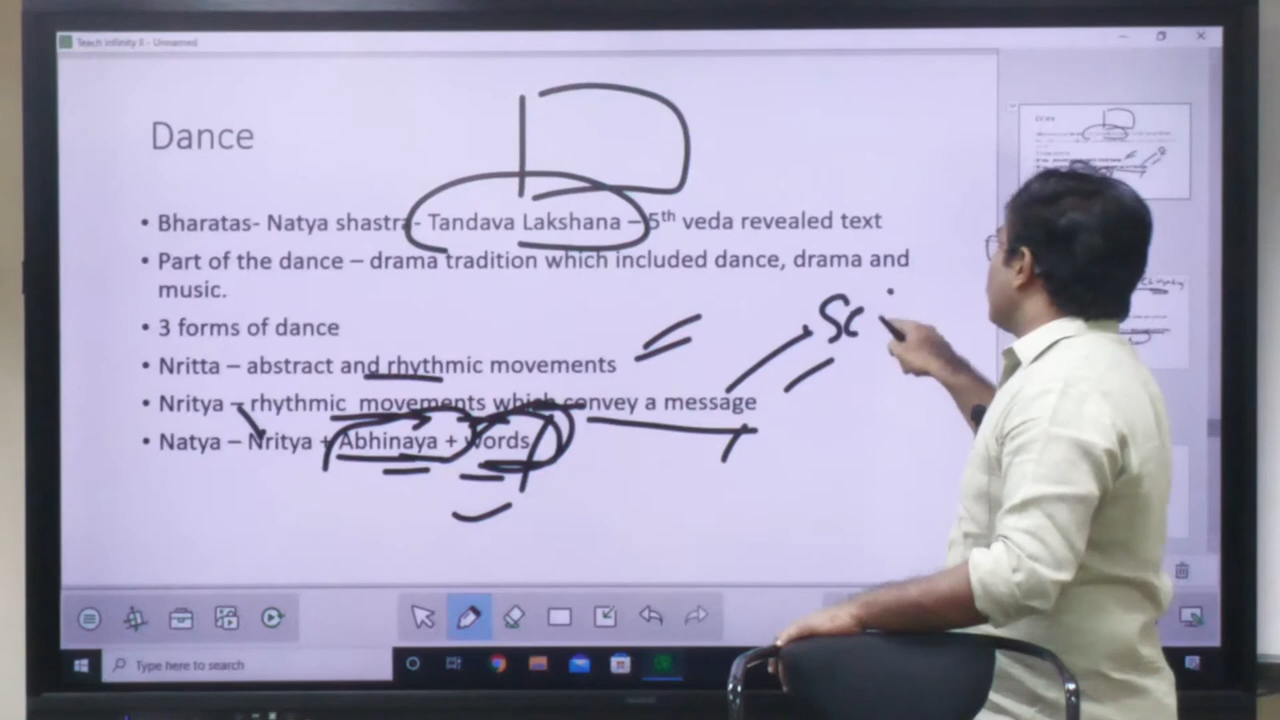 Teach Infinity II - Unnamed
Dance
• Bharatas- Natya shastra- Tandava Lakshana – 5th veda revealed text
• Part of the dance – drama tradition which included dance, drama and
music.
• 3 forms of dance
• Nritta – abstract and rhythmic movements
Sc
• Nritya – rhythmic movements which convey a message
• Natya – Nritya + Abhinaya + words
Type here to search